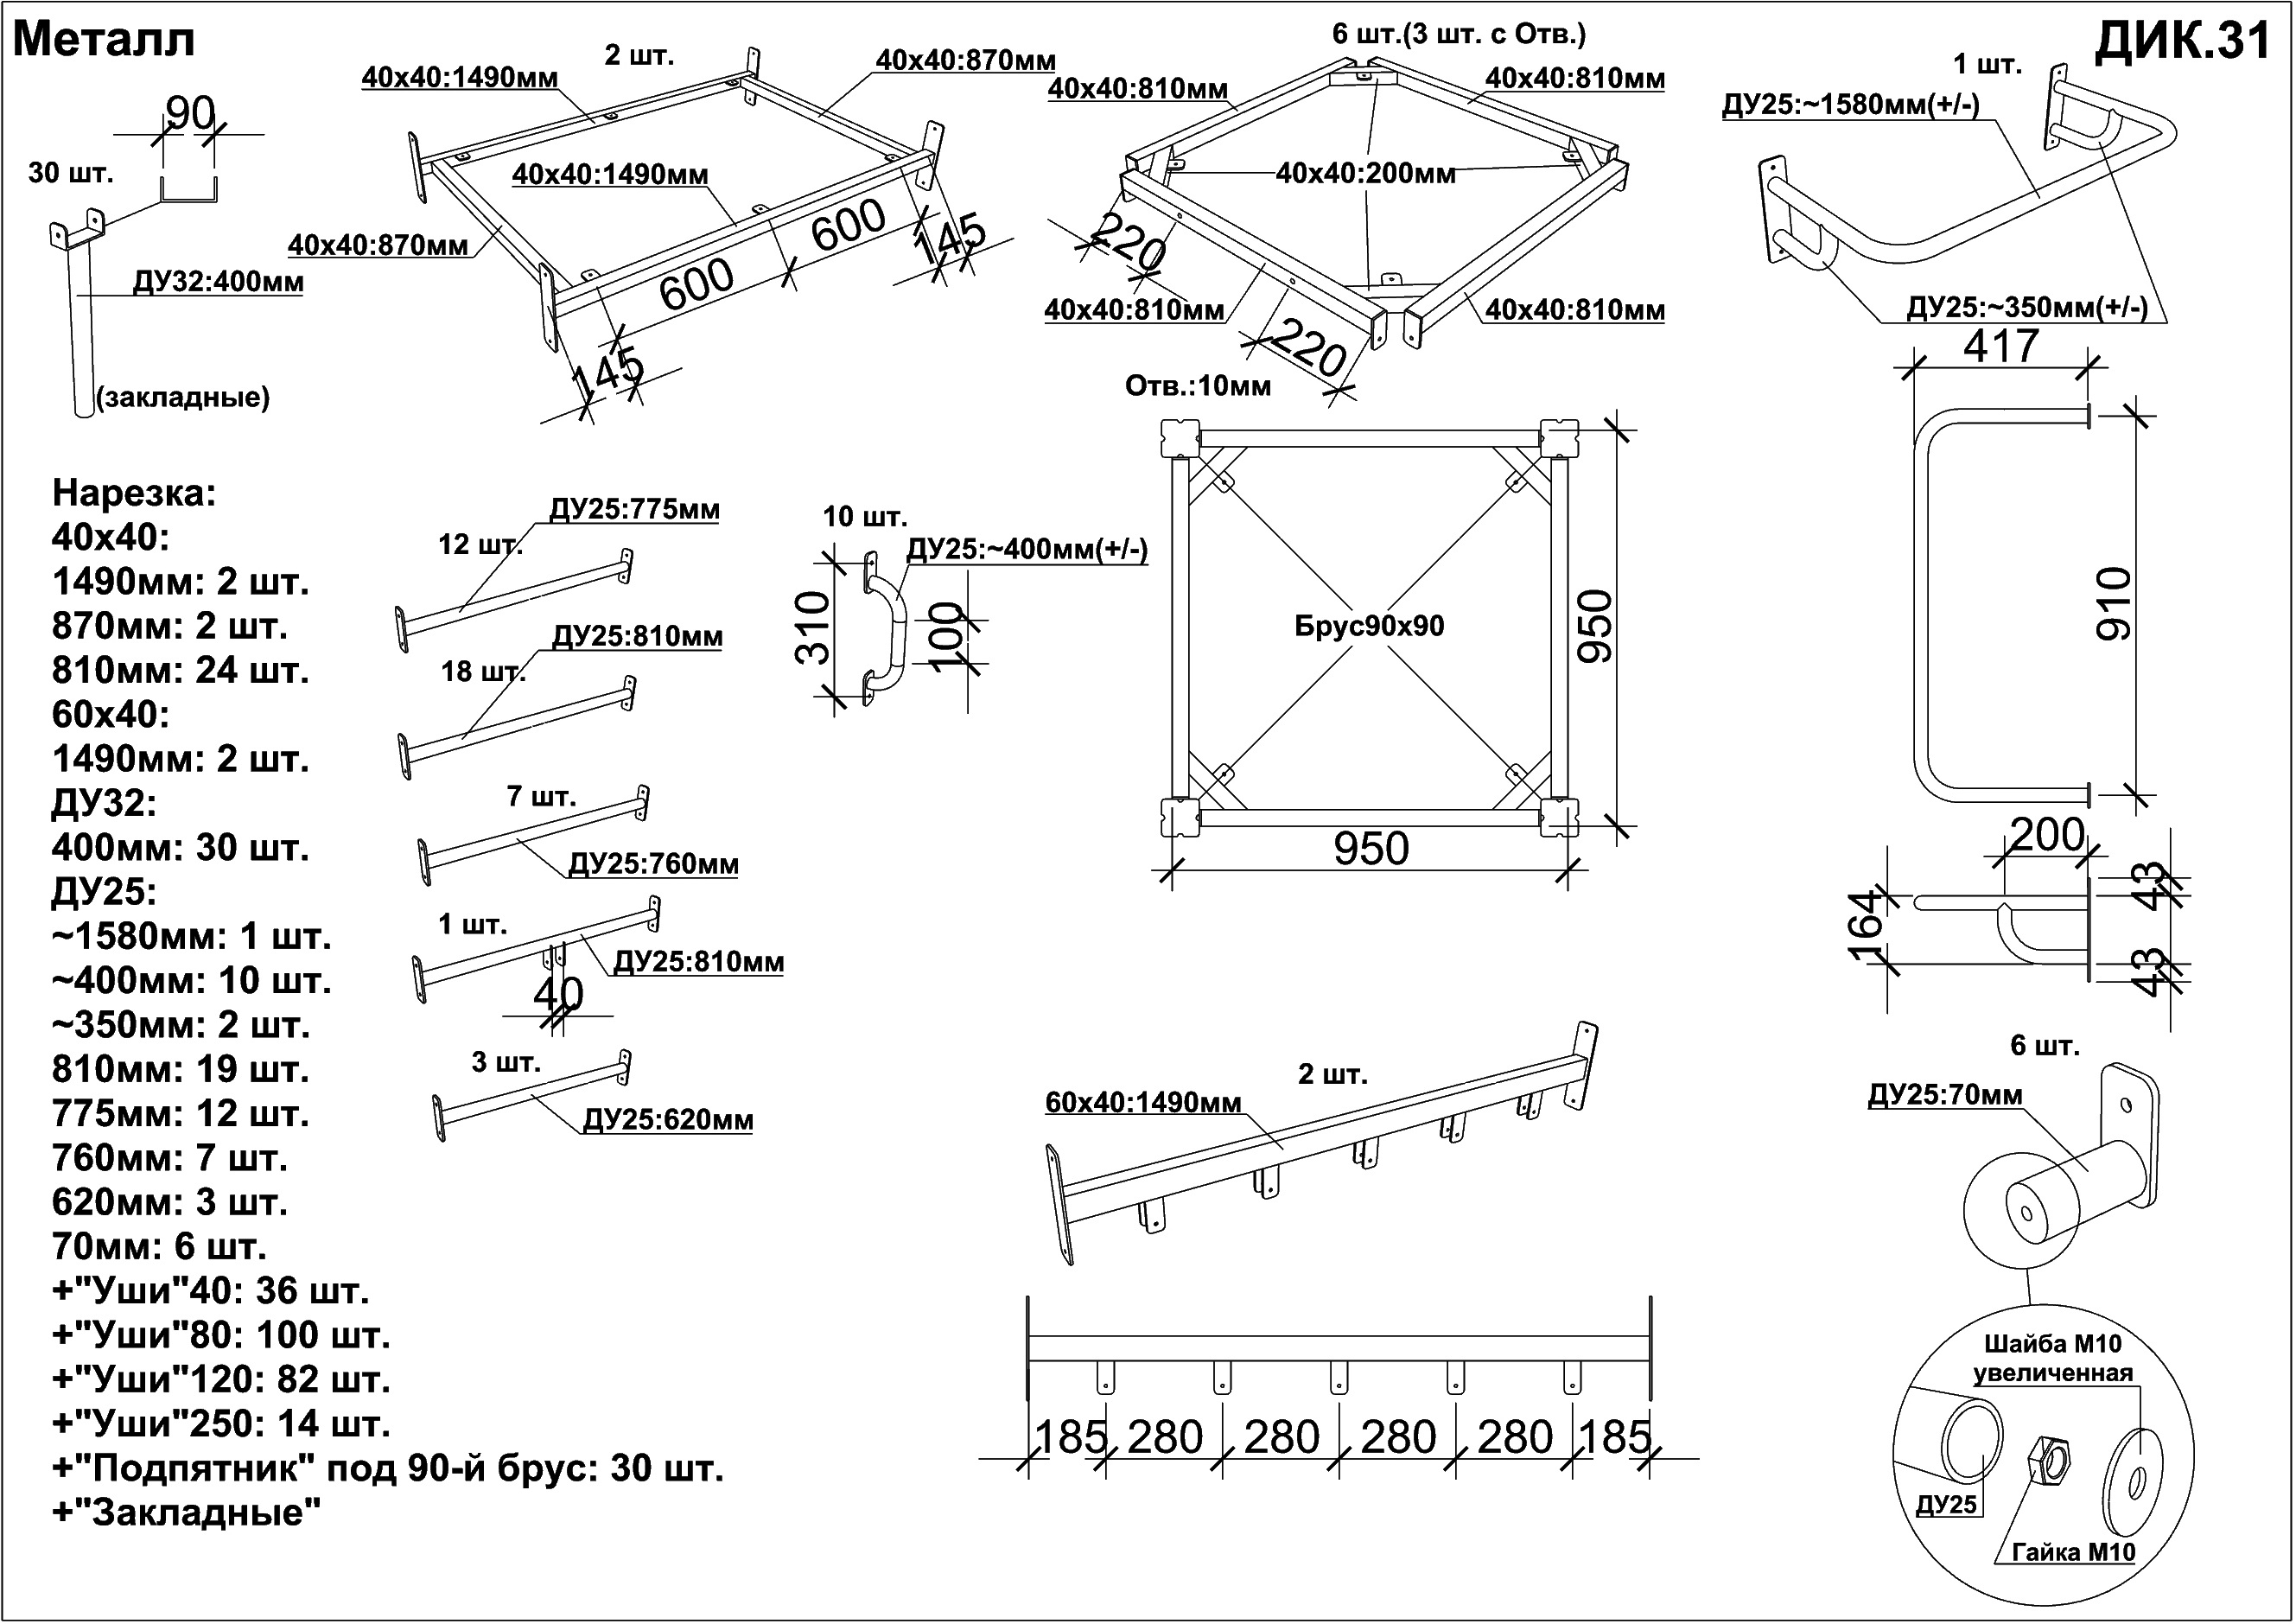 Металл
ДИК.31
90
30 шт.
ДУ32:400мм
(закладные)
2 шт.
40х40:1490мм
40х40:870мм
40х40:1490мм
40х40:870мм
600
145
600
145
6 шт.(3 шт. с Отв.)
40х40:810мм
40х40:810мм
40х40:200мм
220
40х40:810мм
40х40:810мм
220
Отв.:10мм
1 шт.
ДУ25:~1580мм(+/-)
ДУ25:~350мм(+/-)
417
910
200
43
164
43
Нарезка:
40х40:
1490мм: 2 шт.
870мм: 2 шт.
810мм: 24 шт.
60х40:
1490мм: 2 шт.
ДУ32:
400мм: 30 шт.
ДУ25:
~1580мм: 1 шт.
~400мм: 10 шт.
~350мм: 2 шт.
810мм: 19 шт.
775мм: 12 шт.
760мм: 7 шт.
620мм: 3 шт.
70мм: 6 шт.
+"Уши"40: 36 шт.
+"Уши"80: 100 шт.
+"Уши"120: 82 шт.
+"Уши"250: 14 шт.
+"Подпятник" под 90-й брус: 30 шт.
+"Закладные"
ДУ25:775мм
12 шт.
ДУ25:810мм
18 шт.
7 шт.
ДУ25:760мм
1 шт.
ДУ25:810мм
40
3 шт.
ДУ25:620мм
10 шт.
ДУ25:~400мм(+/-)
310
100
Брус90х90
950
950
2 шт.
60х40:1490мм
185
280
280
280
280
185
6 шт.
ДУ25:70мм
Шайба М10
увеличенная
ДУ25
Гайка М10